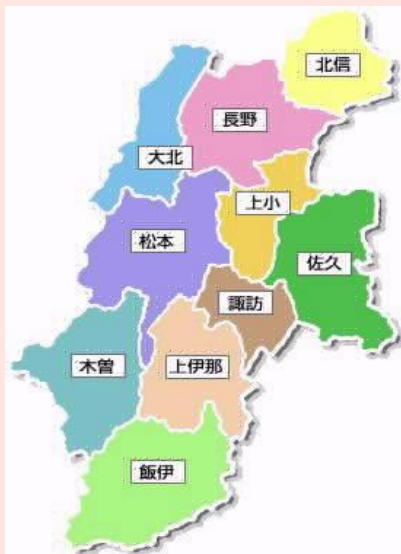 北信
長野
大北
上小
松本
佐久
諏訪
木曽
上伊那
飯伊